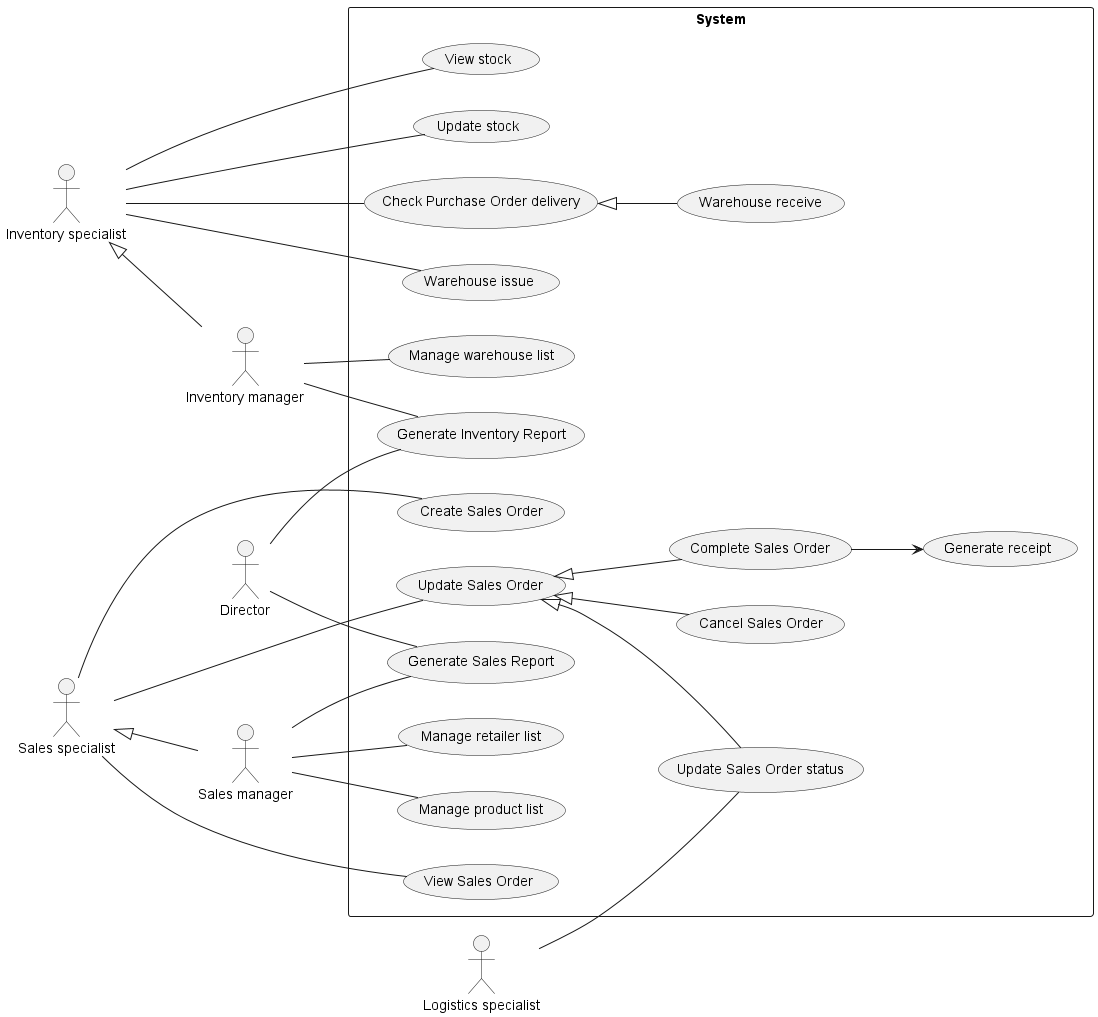 System
View stock
Update stock
Check Purchase Order delivery
Warehouse receive
Inventory specialist
Warehouse issue
Manage warehouse list
Inventory manager
Generate Inventory Report
Create Sales Order
Complete Sales Order
Generate receipt
Update Sales Order
Director
Cancel Sales Order
Generate Sales Report
Manage retailer list
Sales specialist
Update Sales Order status
Sales manager
Manage product list
View Sales Order
Logistics specialist